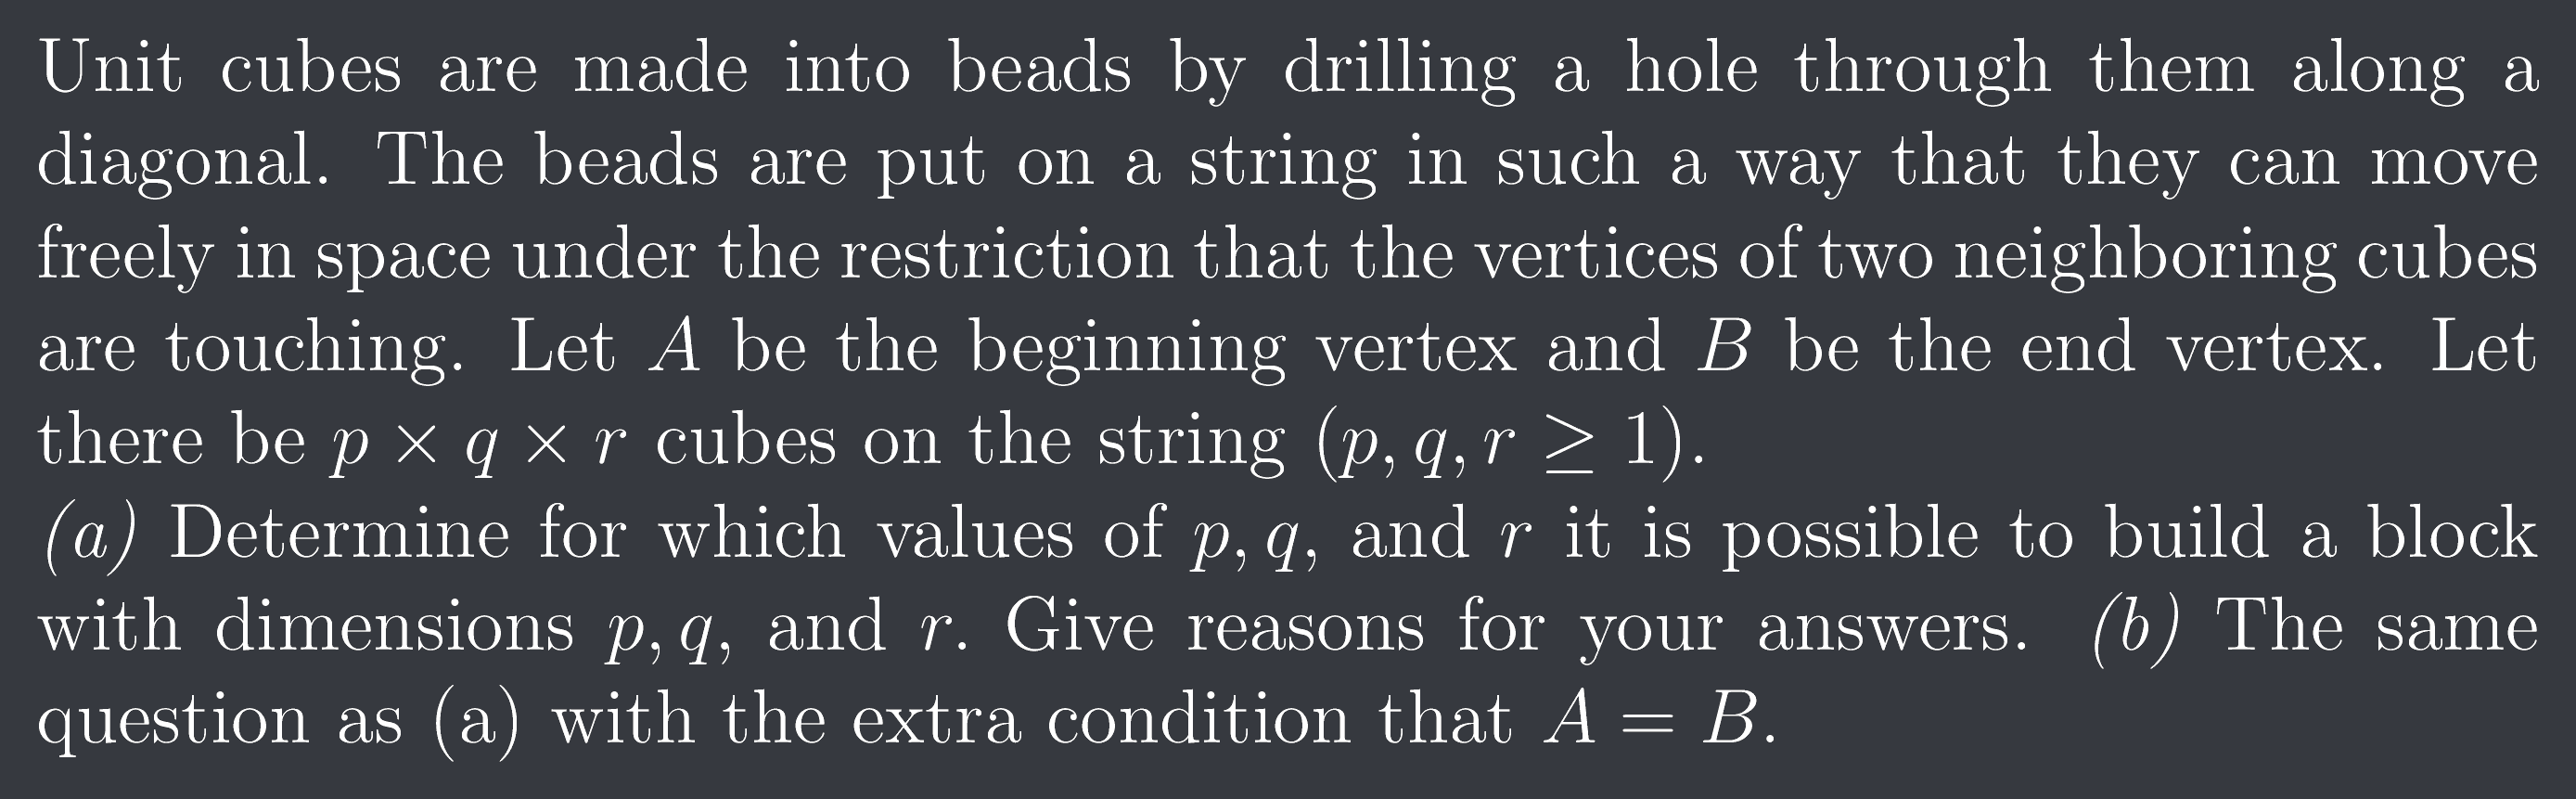 Unit cubes are made into beads by drilling a hole through them along a
diagonal. The beads are put on a string in such a way that they can move
freely in space under the restriction that the vertices of two neighboring cubes
are touching. Let A be the beginning vertex and B be the end vertex. Let
there be p × q × r cubes on the string (p, q, r ≥ 1).
(a) Determine for which values of p, q, and r it is possible to build a block
with dimensions p, q, and r. Give reasons for your answers. (b) The same
question as (a) with the extra condition that A = B.